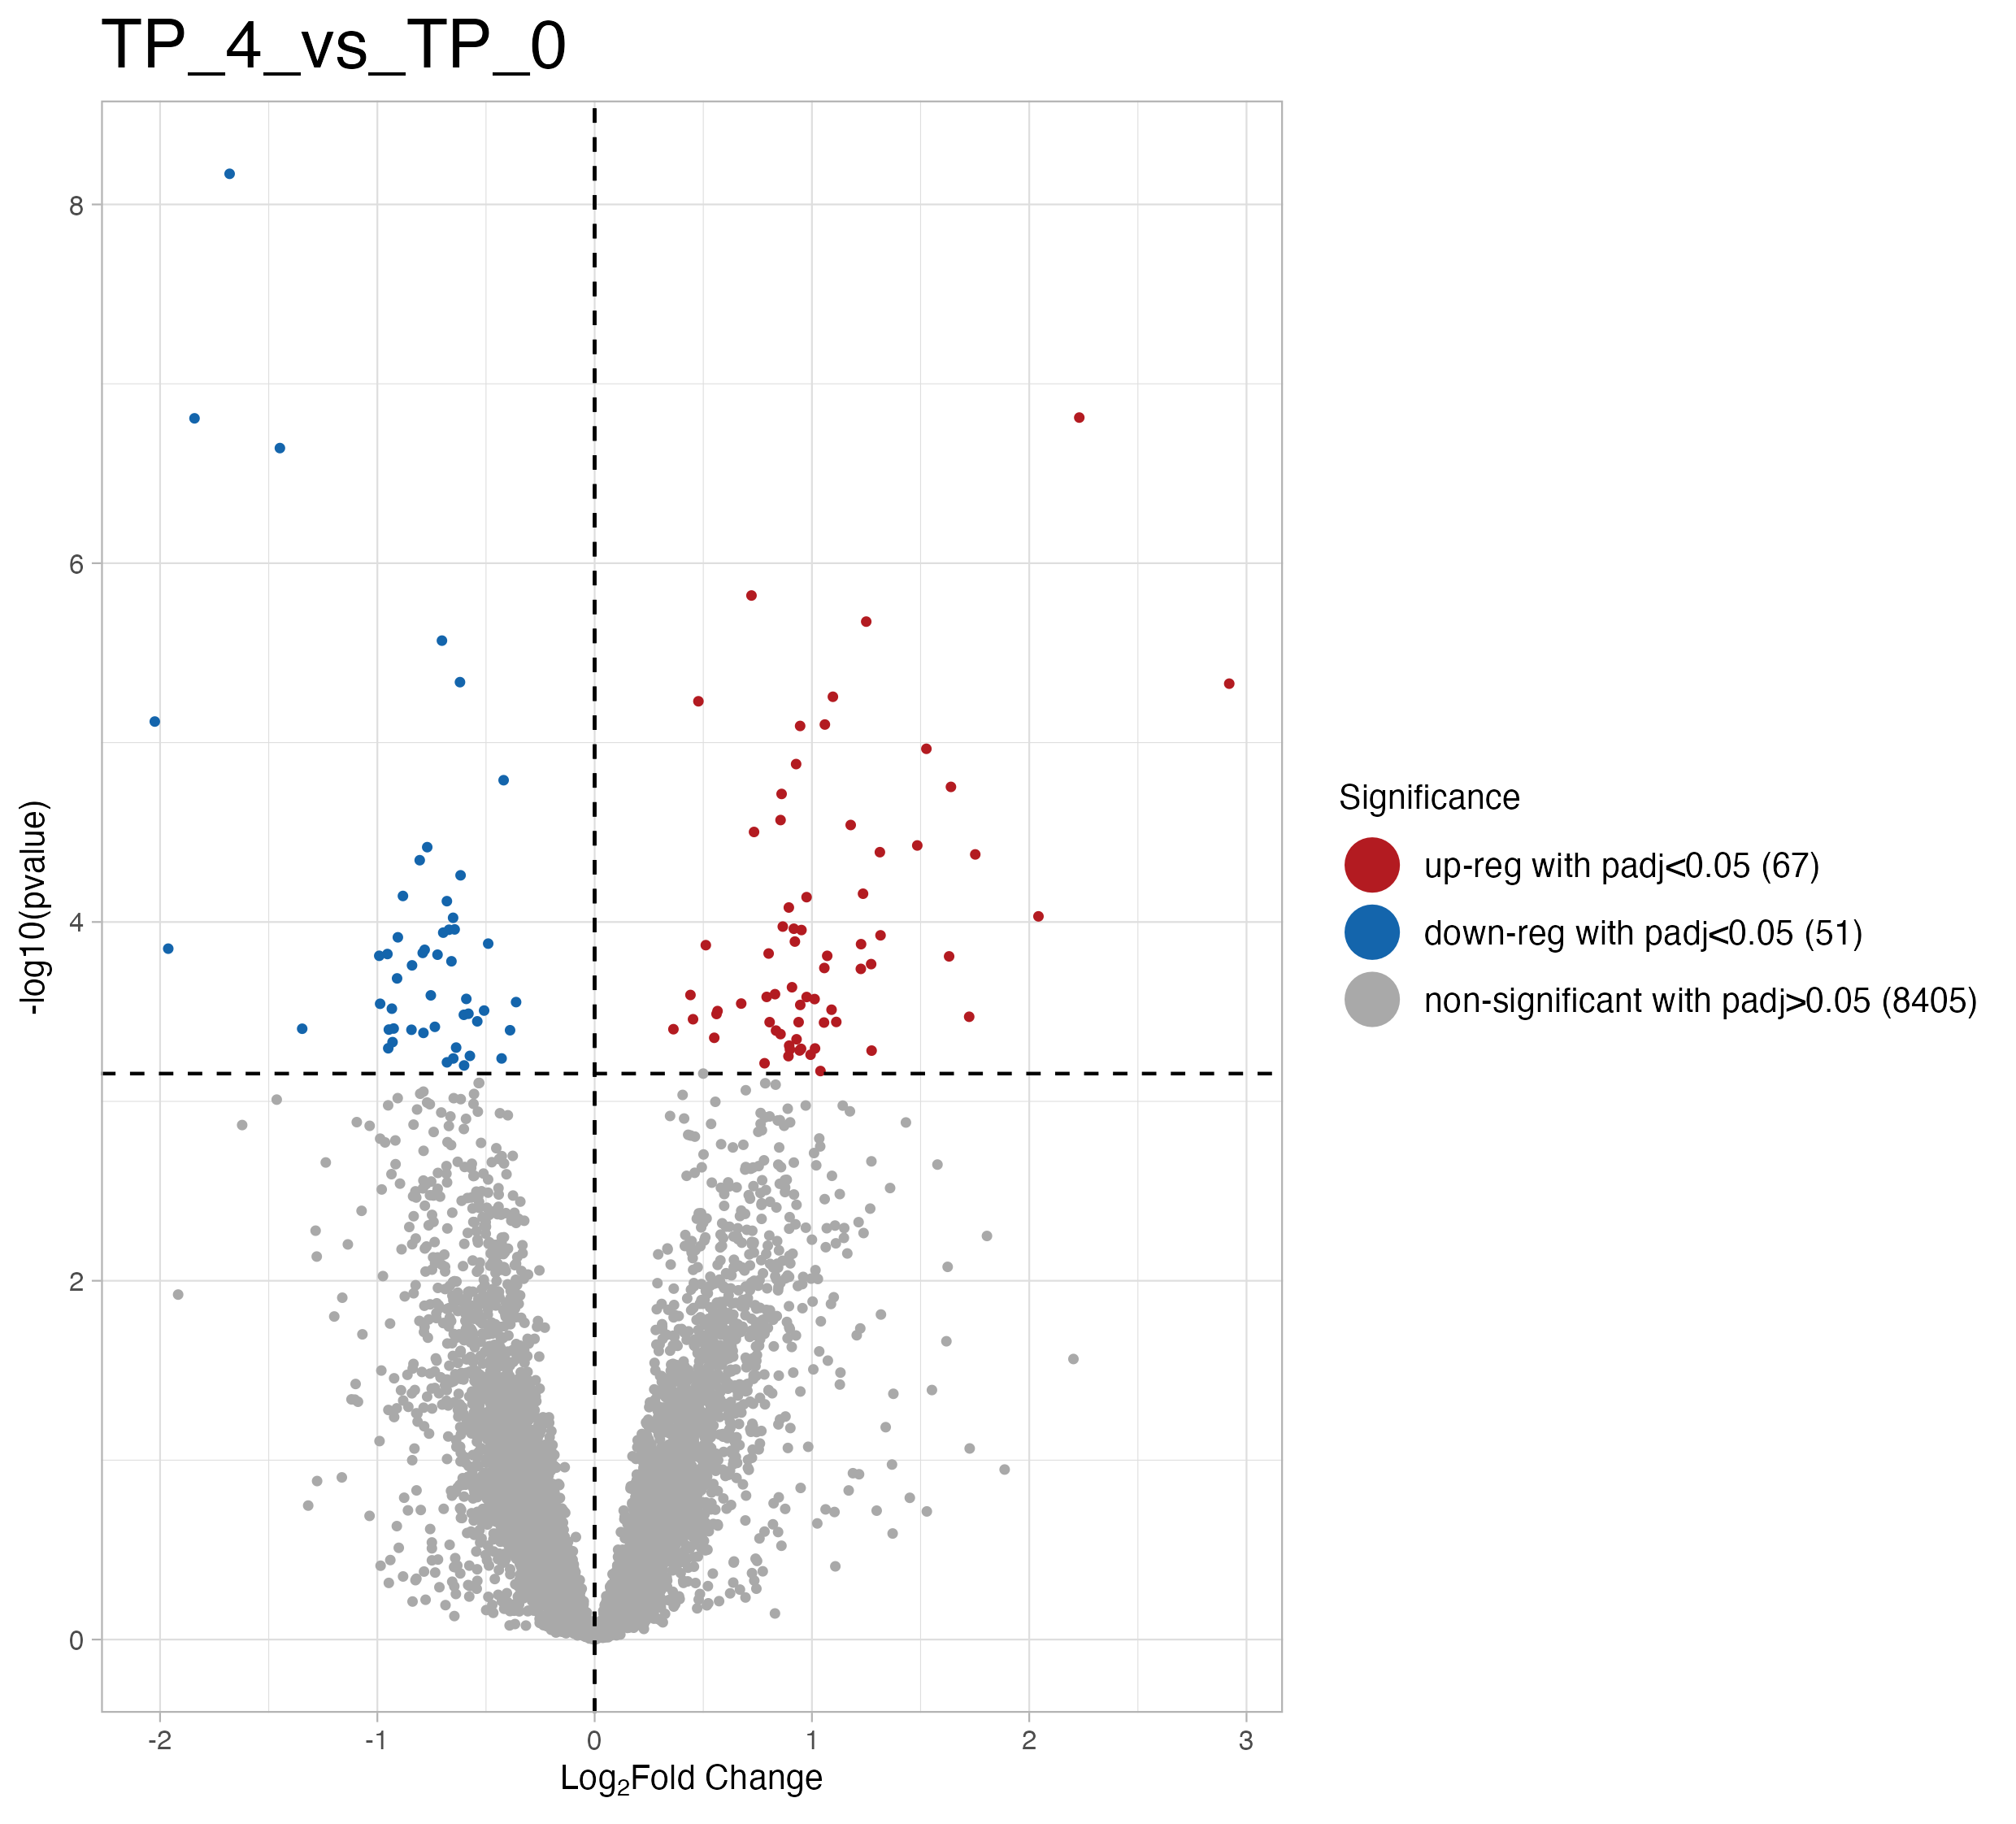 TP_4_vs_TP_0
8
6
4
2
0
-log10(pvalue)
-2
-1
0
1
2
3
Log₂Fold Change
Significance
up-reg with padj<0.05 (67)
down-reg with padj<0.05 (51)
non-significant with padj>0.05 (8405)